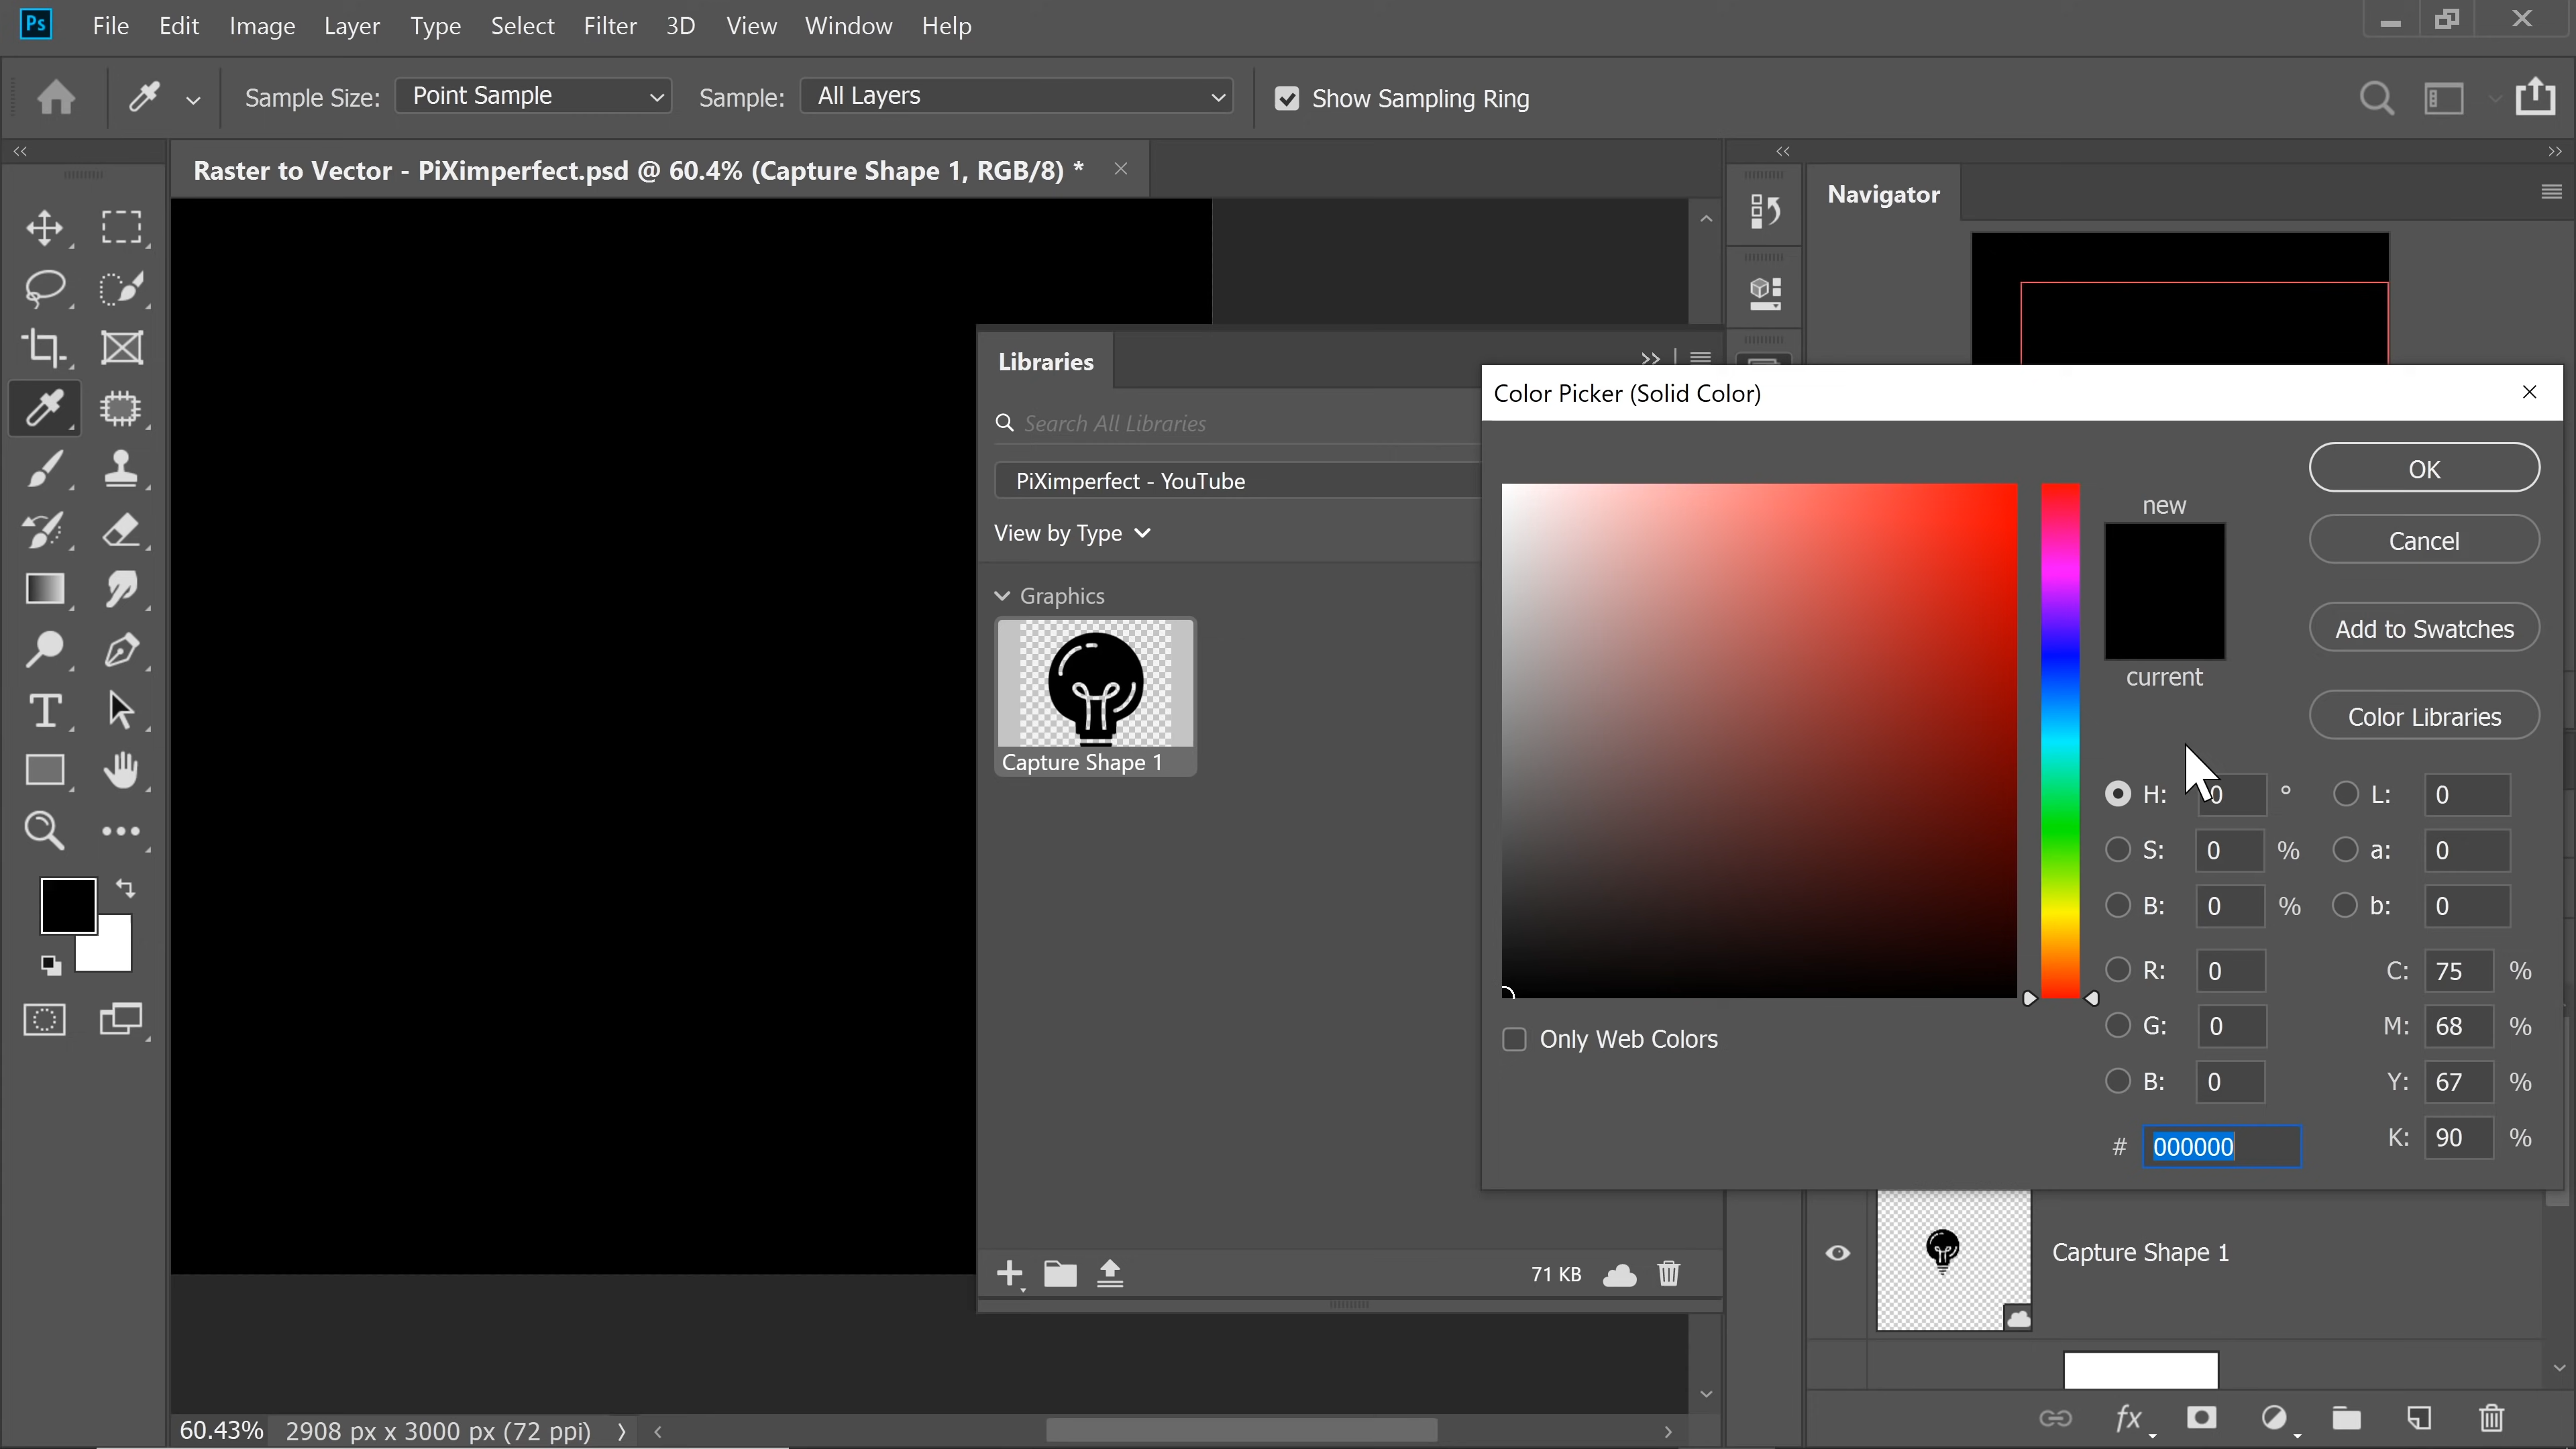 Ps File Edit Image Layer Type Select Filter 3D View Window Help
Sample Size: Point Sample Sample: All Layers Show Sampling Ring
Raster to Vector - PiXimperfect.psd @ 60.4% (Capture Shape 1, RGB/8) *
Navigator
Libraries
Search All Libraries
PiXimperfect - YouTube
View by Type
Graphics
Capture Shape 1
71 KB
Color Picker (Solid Color)
new
current
OK
Cancel
Add to Swatches
Color Libraries
H: 0 ° L: 0
S: 0 % a: 0
B: 0 % b: 0
R: 0 C: 75 %
G: 0 M: 68 %
B: 0 Y: 67 %
# 000000 K: 90 %
Only Web Colors
Capture Shape 1
T
fx
60.43% 2908 px x 3000 px (72 ppi)